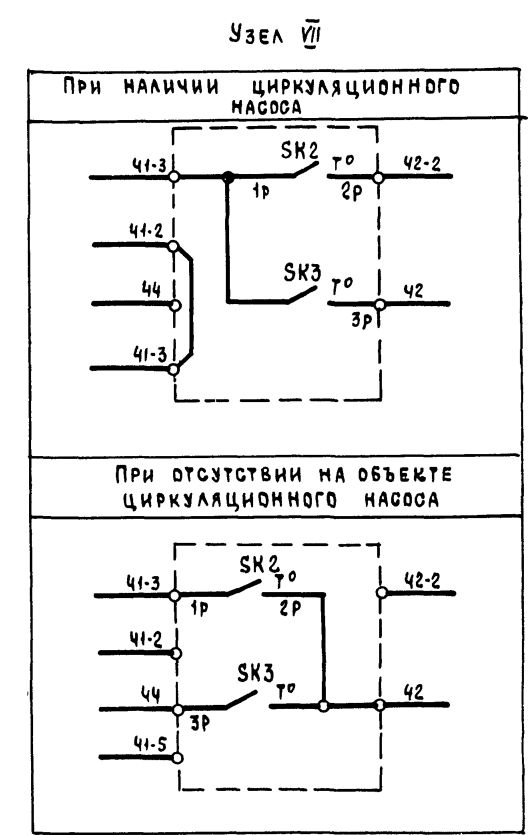 Узел VII
При наличии циркуляционного
насоса
41-3
SK2
T°
42-2
1р
2р
41-2
44
SK3
T°
42
3р
41-3
При отсутствии на объекте
циркуляционного насоса
41-3
SK2
T°
42-2
1р
2р
41-2
44
SK3
T°
42
3р
41-5